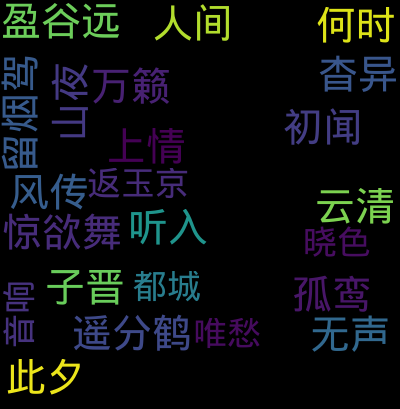 盈谷远
人间
何时
留烟驾
山夜
万籁
杳异
上情
初闻
风传
返玉京
惊欲舞
听入
云清
晓色
音响
子晋
都城
孤鸾
遥分鹤
唯愁
无声
此夕